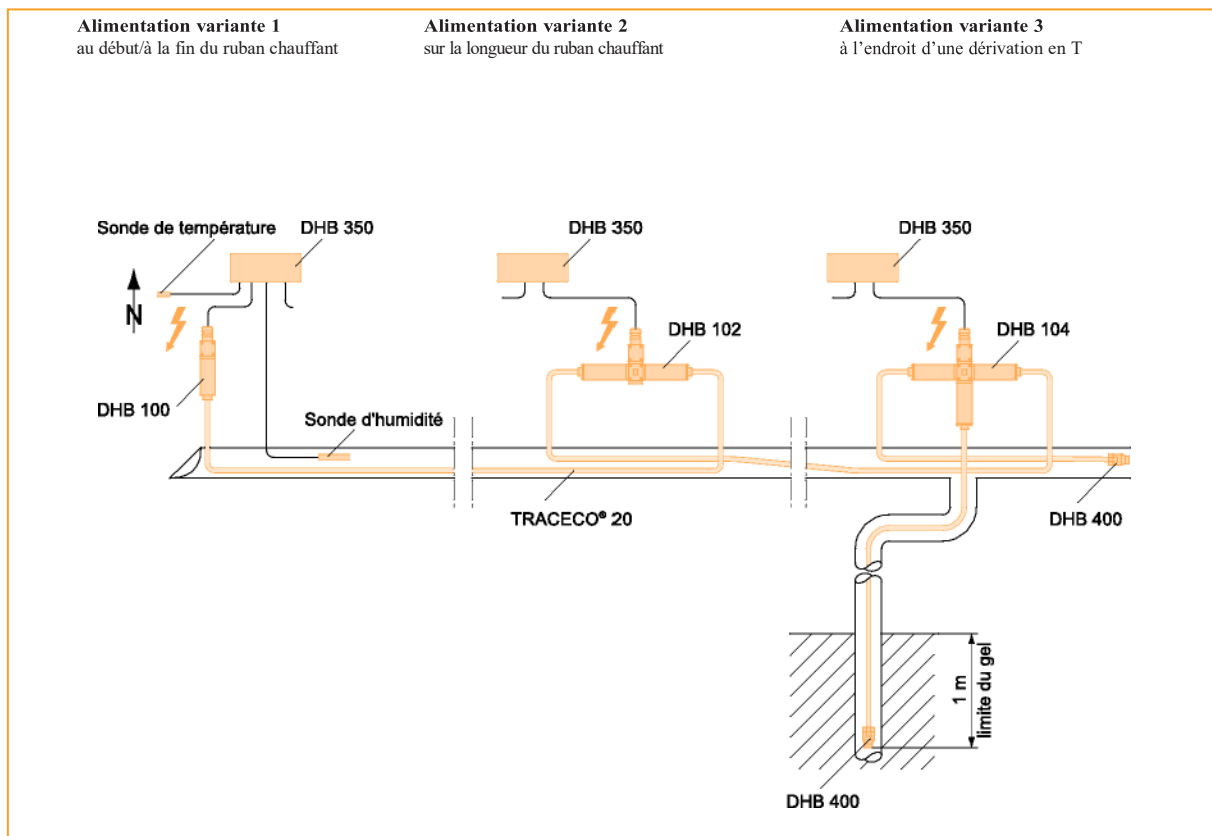 Alimentation variante 1
au début/à la fin du ruban chauffant
Alimentation variante 2
sur la longueur du ruban chauffant
Alimentation variante 3
à l’endroit d’une dérivation en T
Sonde de température
DHB 350
DHB 350
DHB 350
N
DHB 102
DHB 104
DHB 100
Sonde d'humidité
TRACECO® 20
DHB 400
1 m
limite du gel
DHB 400